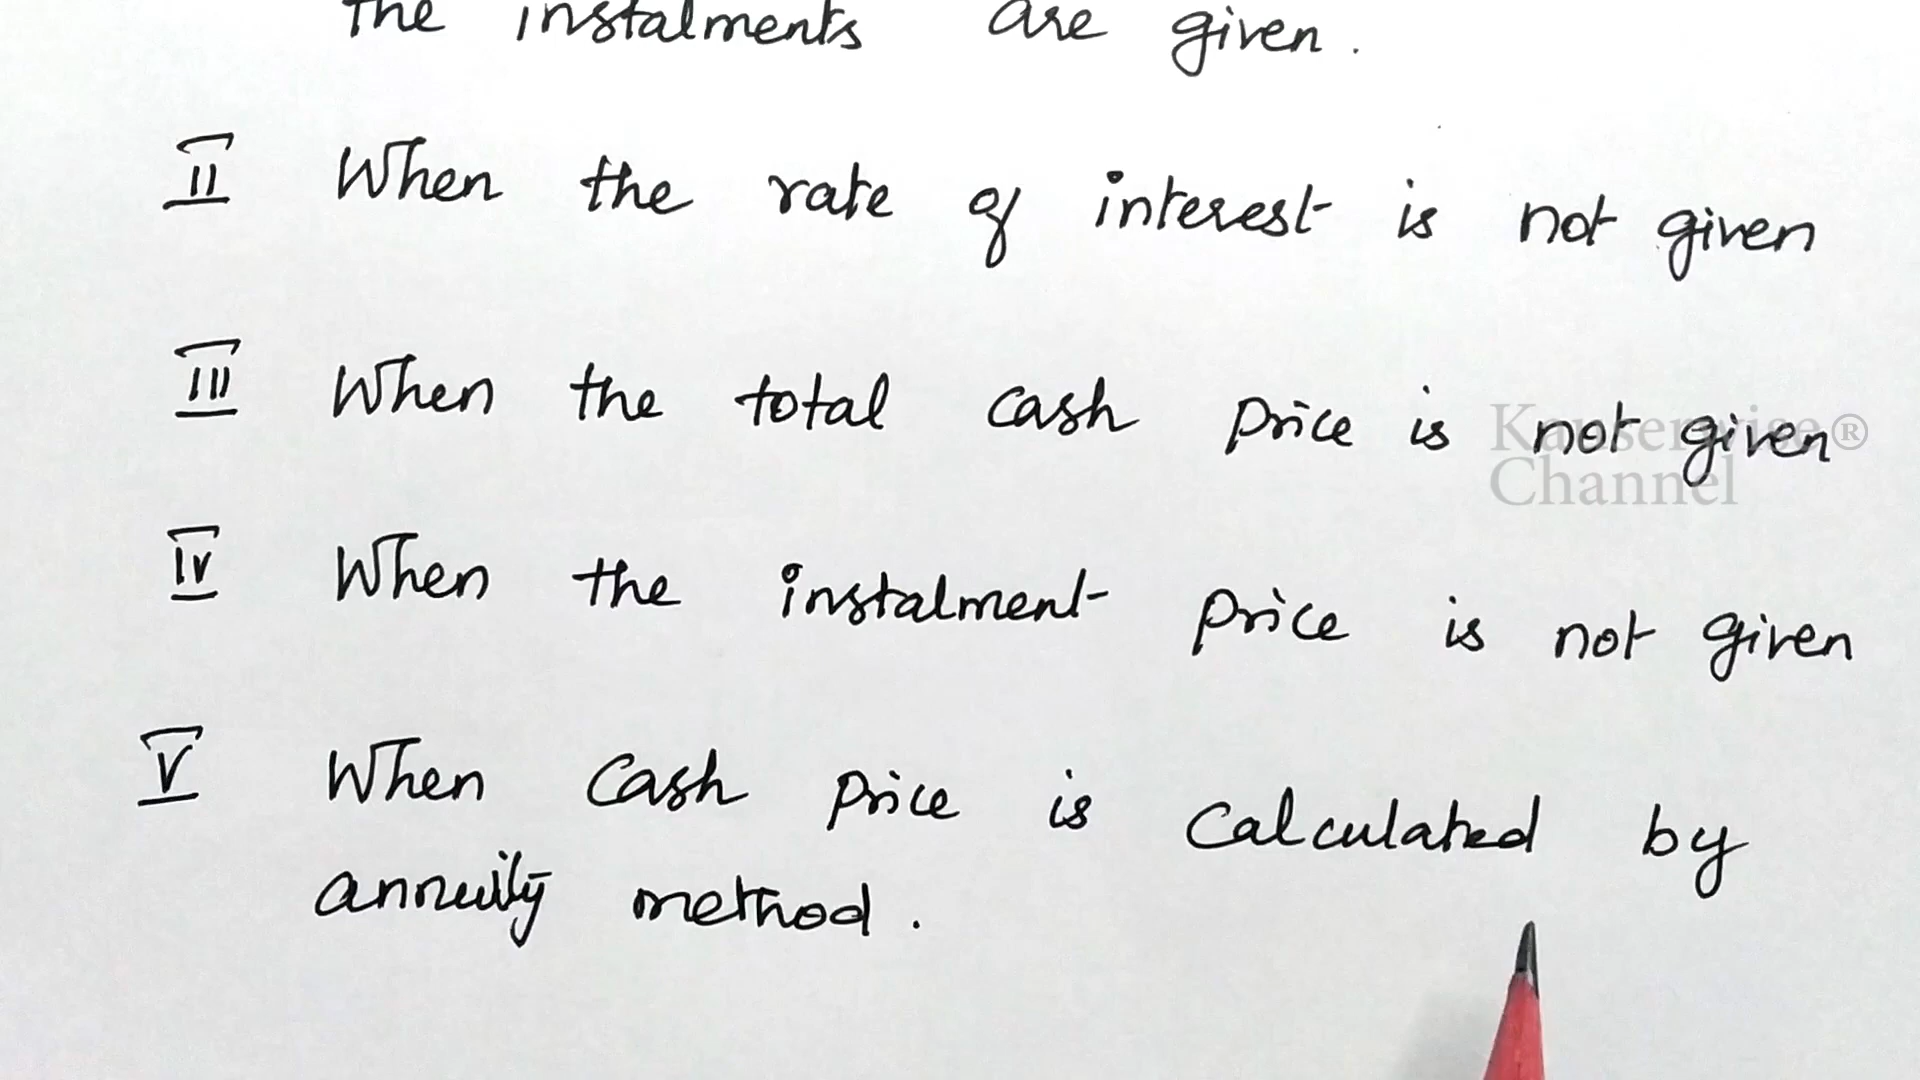 the instalments are given.
II When the rate of interest is not given
III When the total cash price is not given
Kauserwise®
Channel
IV When the instalment price is not given
V When cash price is calculated by
annuity method.